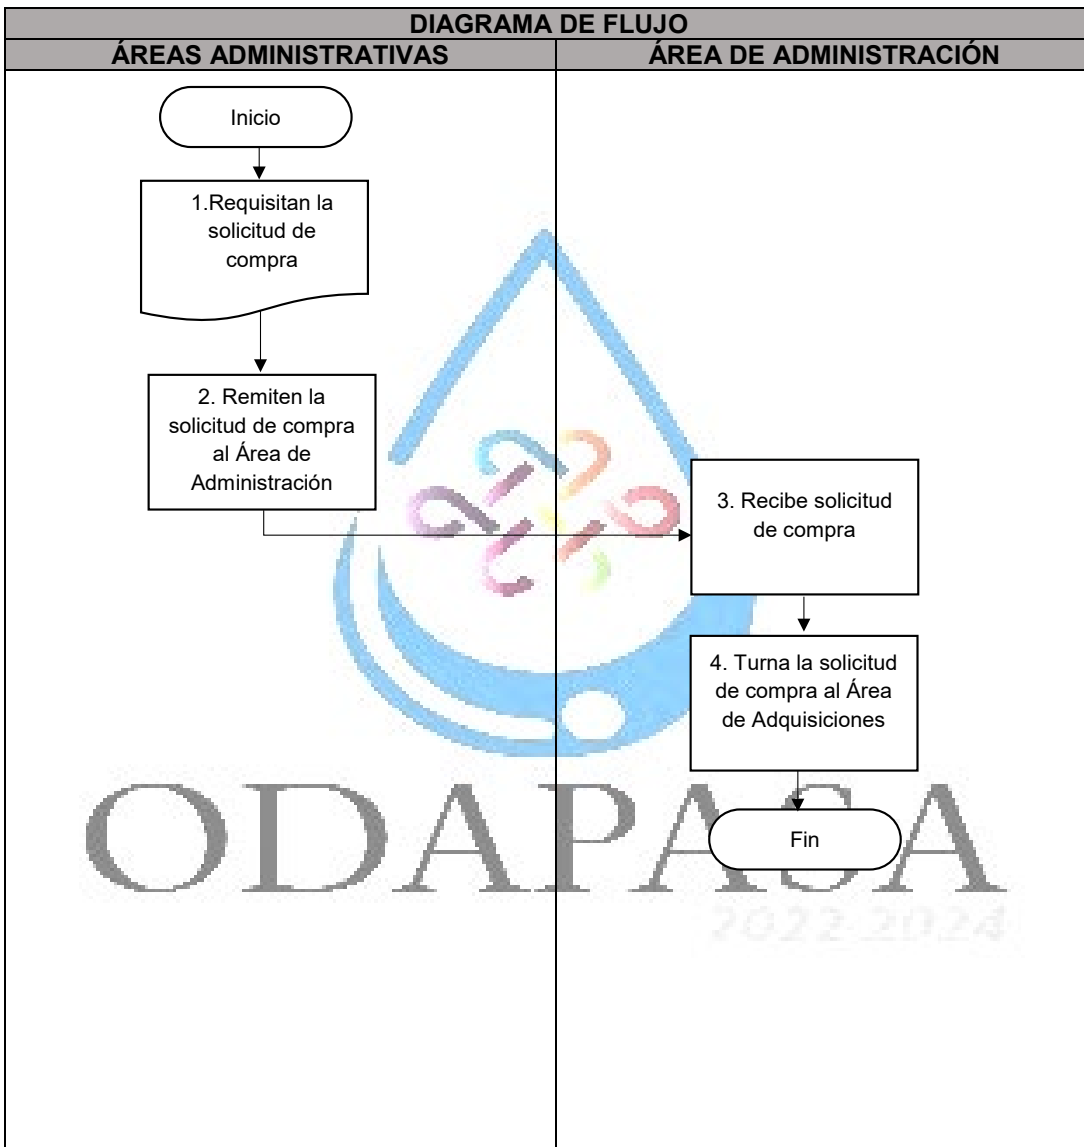 DIAGRAMA DE FLUJO
ÁREAS ADMINISTRATIVAS
ÁREA DE ADMINISTRACIÓN
Inicio
1.Requisitan la
solicitud de
compra
2. Remiten la
solicitud de compra
al Área de
Administración
3. Recibe solicitud
de compra
4. Turna la solicitud
de compra al Área
de Adquisiciones
Fin
ODAPASA
2022-2024